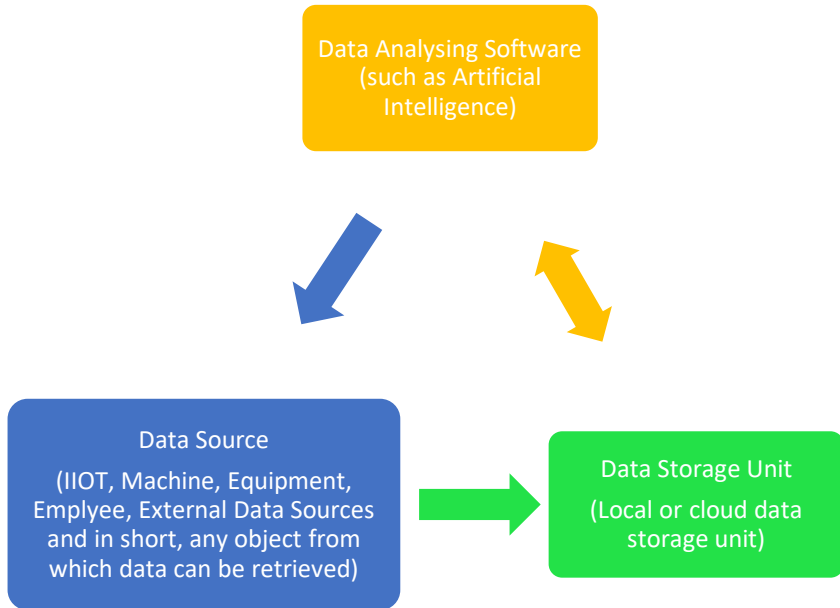 Data Analysing Software
(such as Artificial
Intelligence)
Data Source
(IIOT, Machine, Equipment,
Emplyee, External Data Sources
and in short, any object from
which data can be retrieved)
Data Storage Unit
(Local or cloud data
storage unit)